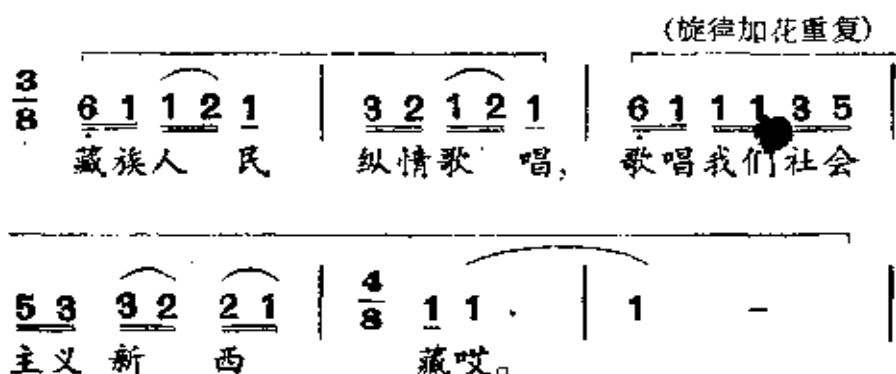 (旋律加花重复)
3/8 6 1 1 2 1 | 3 2 1 2 1 | 6 1 1 1 3 5 |
藏族人 民 纵情歌 唱, 歌唱我们社会
5 3 3 2 2 1 | 4/8 1 1 . | 1 – |
主义新 西 藏哎。